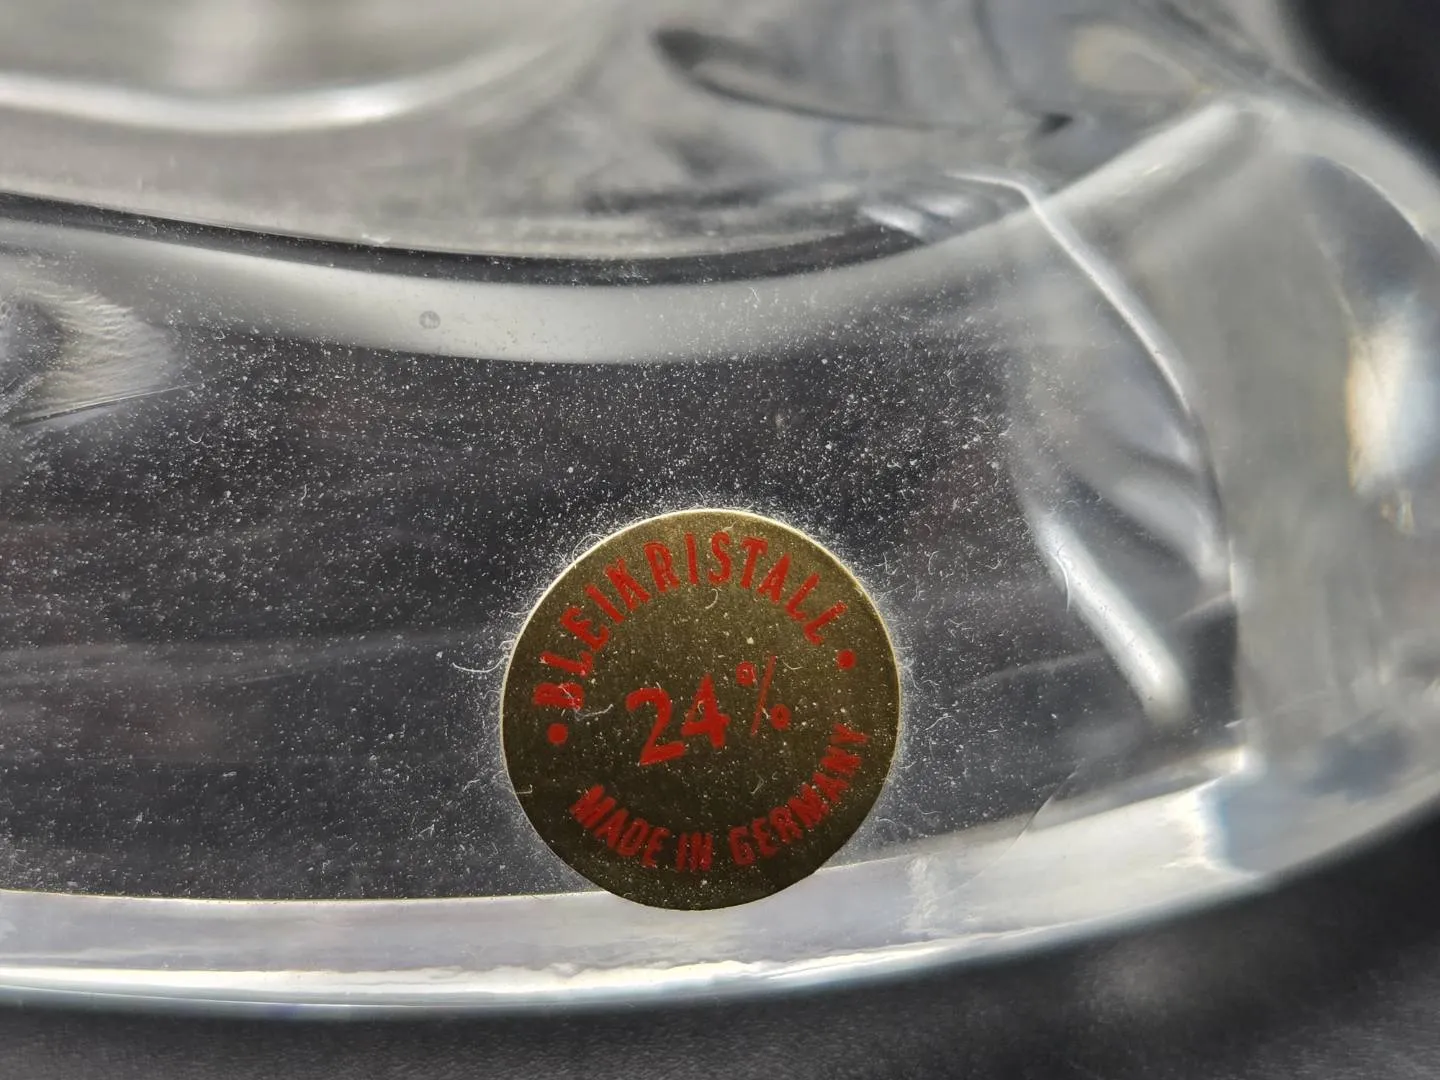 • BLEIKRISTALL •
24%
MADE IN GERMANY